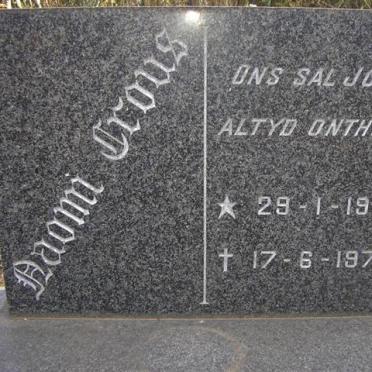 Naomi Crous
ONS SAL JO
ALTYD ONTH
29-1-19
17-6-197